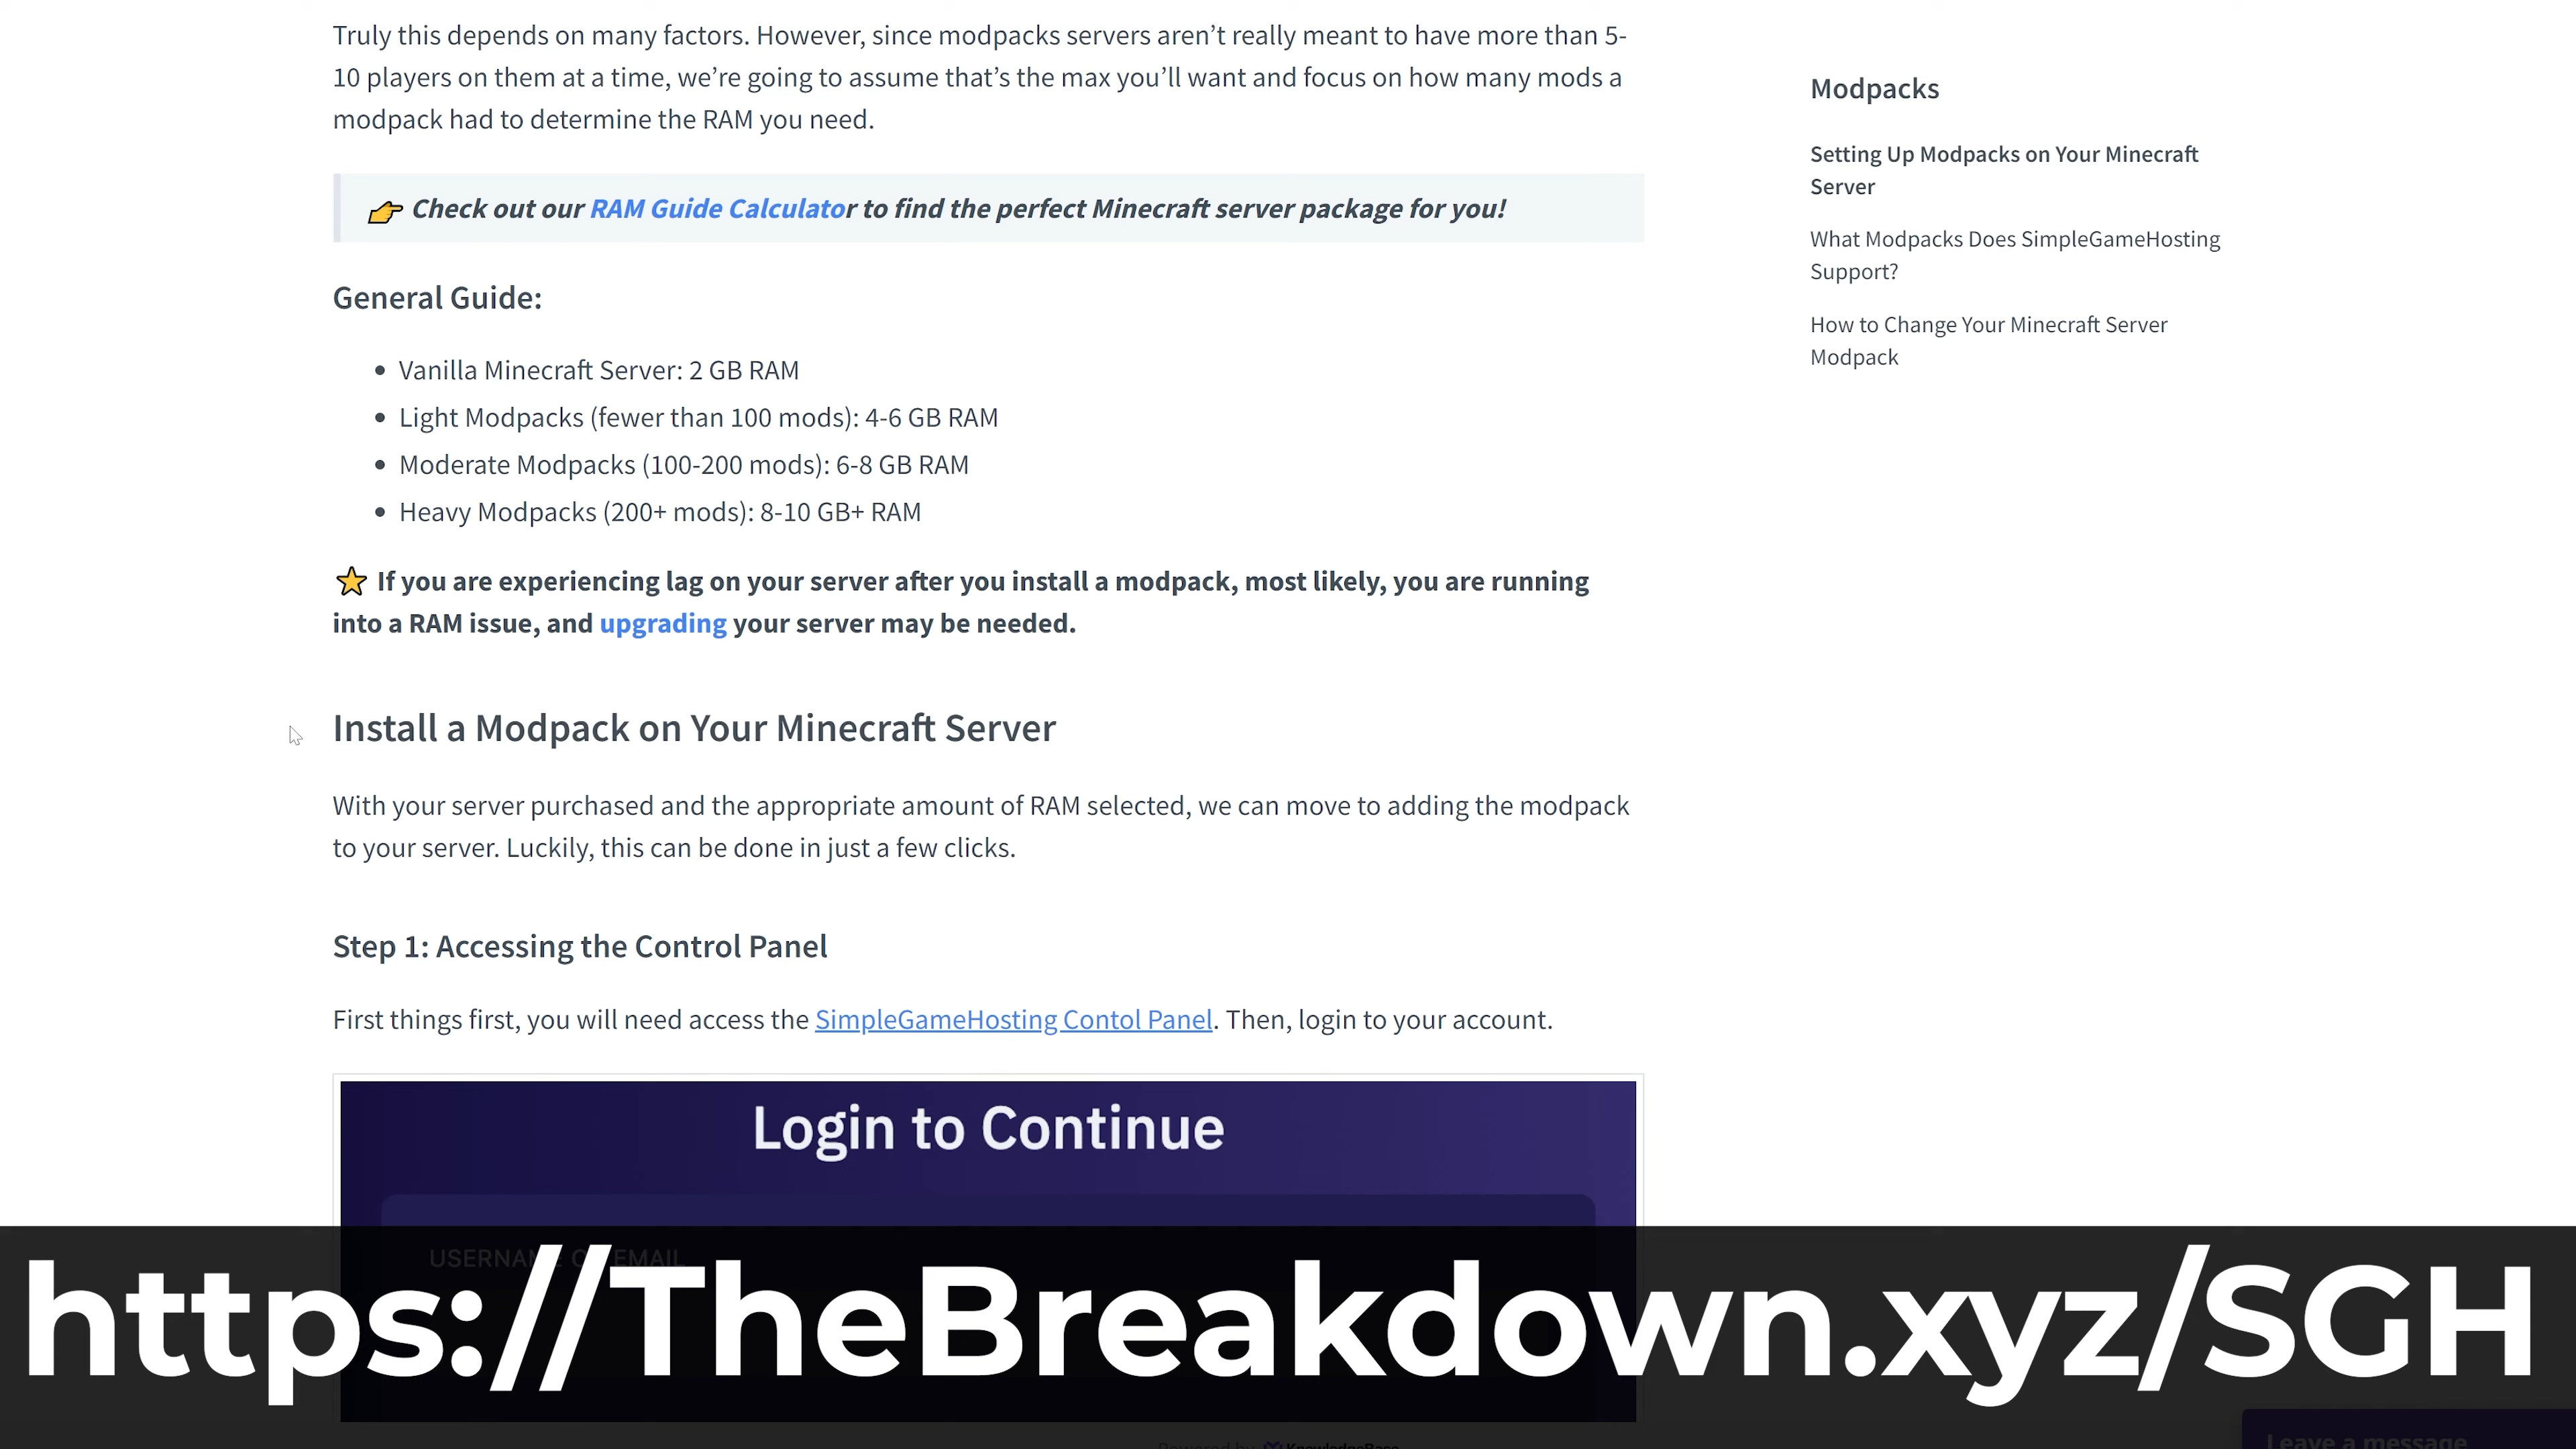 Truly this depends on many factors. However, since modpacks servers aren’t really meant to have more than 5-
10 players on them at a time, we’re going to assume that’s the max you’ll want and focus on how many mods a
modpack had to determine the RAM you need.
👉 Check out our RAM Guide Calculator to find the perfect Minecraft server package for you!
General Guide:
• Vanilla Minecraft Server: 2 GB RAM
• Light Modpacks (fewer than 100 mods): 4-6 GB RAM
• Moderate Modpacks (100-200 mods): 6-8 GB RAM
• Heavy Modpacks (200+ mods): 8-10 GB+ RAM
⭐ If you are experiencing lag on your server after you install a modpack, most likely, you are running
into a RAM issue, and upgrading your server may be needed.
Install a Modpack on Your Minecraft Server
With your server purchased and the appropriate amount of RAM selected, we can move to adding the modpack
to your server. Luckily, this can be done in just a few clicks.
Step 1: Accessing the Control Panel
First things first, you will need access the SimpleGameHosting Contol Panel. Then, login to your account.
Login to Continue
USERNAME OR EMAIL
Modpacks
Setting Up Modpacks on Your Minecraft
Server
What Modpacks Does SimpleGameHosting
Support?
How to Change Your Minecraft Server
Modpack
https://TheBreakdown.xyz/SGH
Powered by KnowledgeBase
Leave a message